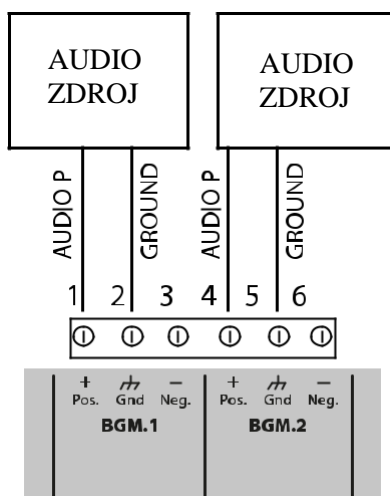 AUDIO ZDROJ
AUDIO ZDROJ
AUDIO P
GROUND
AUDIO P
GROUND
1 2 3 4 5 6
+ − + −
Pos. Gnd Neg. Pos. Gnd Neg.
BGM.1 BGM.2